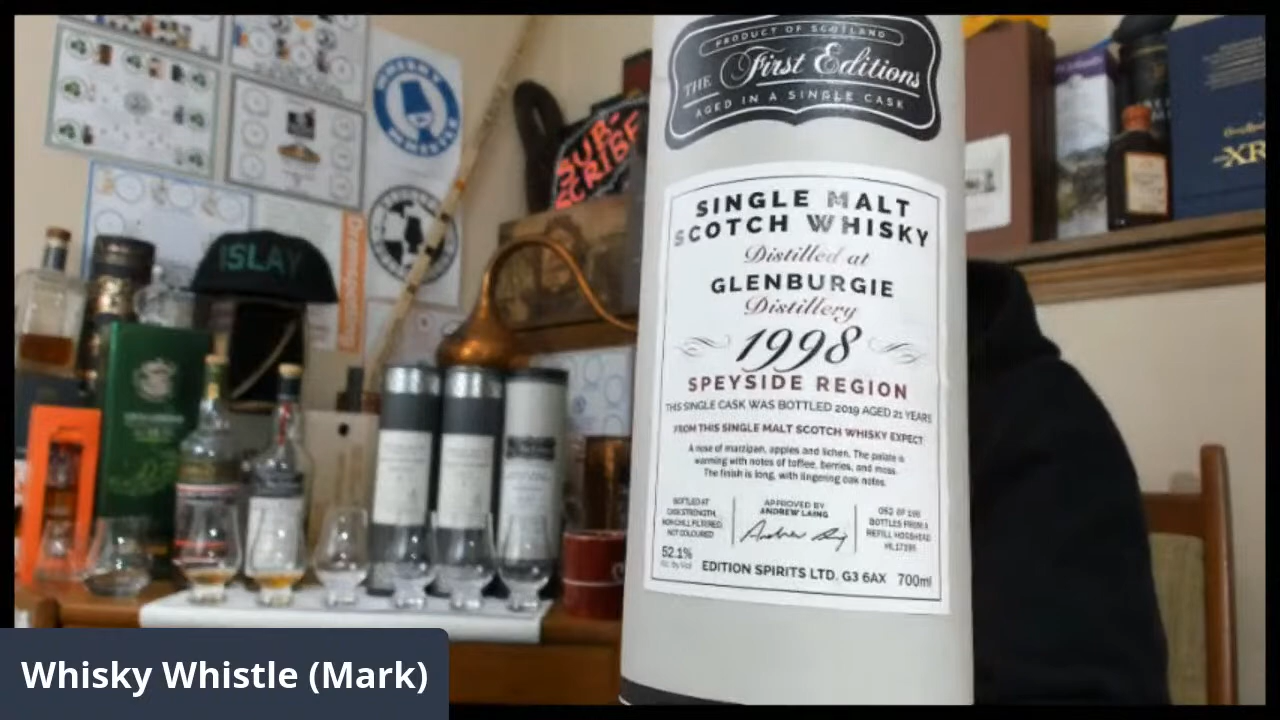 PRODUCT OF SCOTLAND
THE First Editions
AGED IN A SINGLE CASK
SINGLE MALT
SCOTCH WHISKY
Distilled at
GLENBURGIE
Distillery
1998
SPEYSIDE REGION
THIS SINGLE CASK WAS BOTTLED 2019 AGED 21 YEARS
FROM THIS SINGLE MALT SCOTCH WHISKY EXPECT:
A nose of marzipan, apples and lichen. The palate is
warming with notes of toffee, berries, and moss.
The finish is long, with lingering oak notes.
BOTTLED AT
CASK STRENGTH,
NON CHILL FILTERED
NOT COLOURED
52.1%
APPROVED BY
ANDREW LAING
BOTTLES FROM A
REFILL HOGSHEAD
EDITION SPIRITS LTD. G3 6AX 700ml
WHISKY
WHISTLE
SUB-
SCRIBE
ISLAY
XR
Whisky Whistle (Mark)